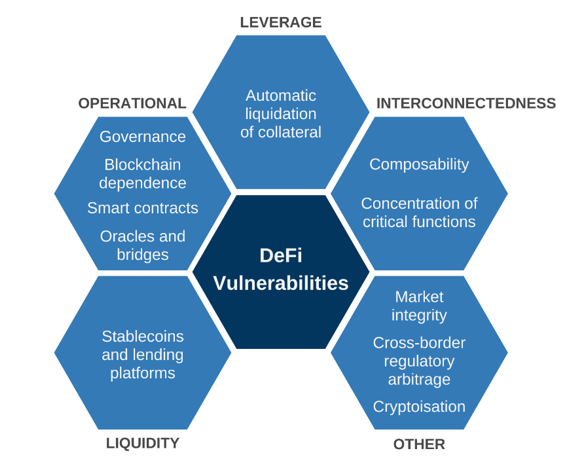 LEVERAGE
Automatic
liquidation
of collateral
OPERATIONAL
Governance
Blockchain
dependence
Smart contracts
Oracles and
bridges
INTERCONNECTEDNESS
Composability
Concentration of
critical functions
DeFi
Vulnerabilities
Stablecoins
and lending
platforms
LIQUIDITY
Market
integrity
Cross-border
regulatory
arbitrage
Cryptoisation
OTHER